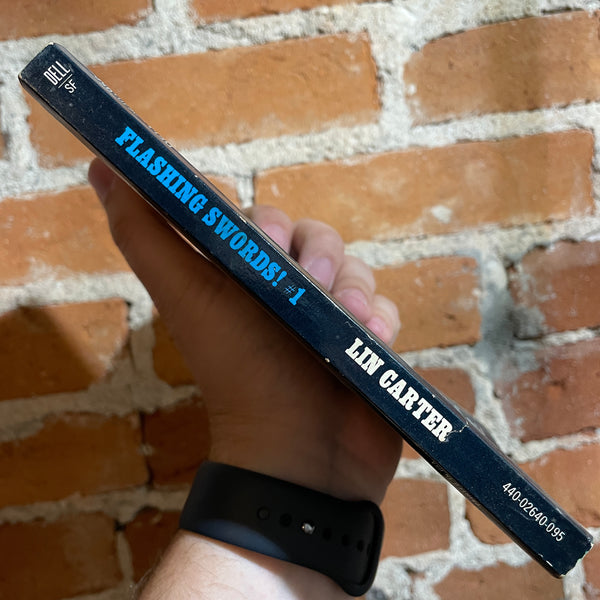 DELL
SF
FLASHING SWORDS! #1
LIN CARTER
440-02640-095